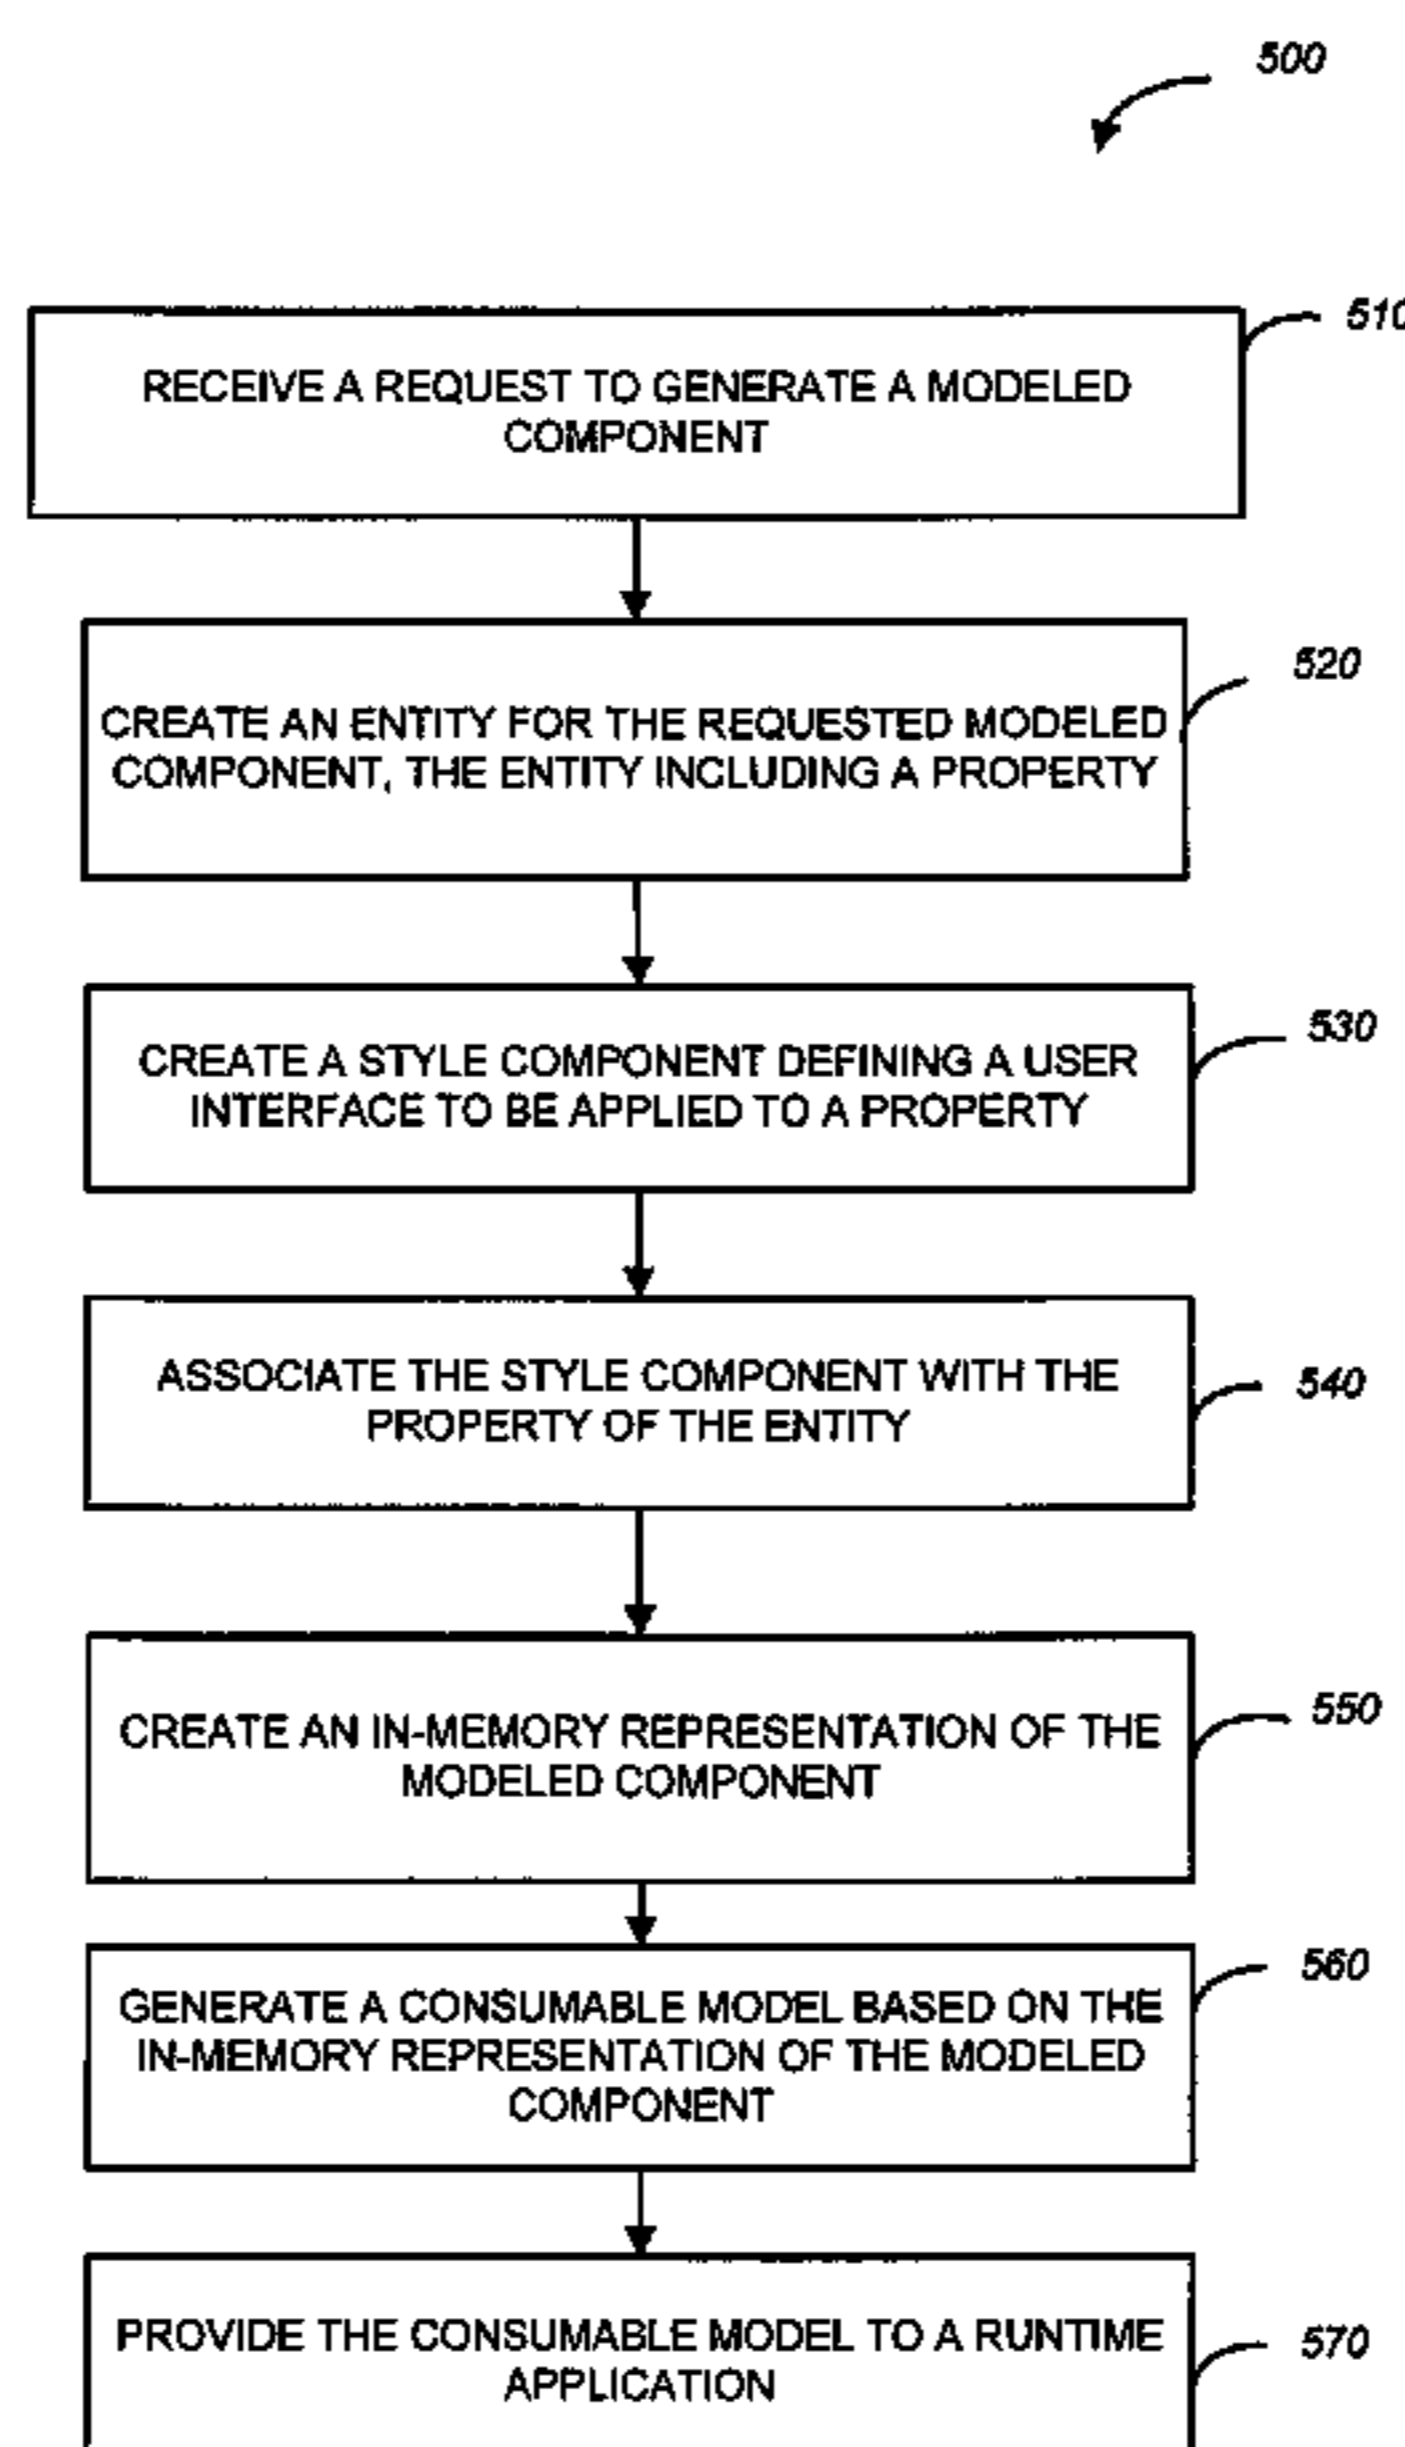 500
510
RECEIVE A REQUEST TO GENERATE A MODELED
COMPONENT
520
CREATE AN ENTITY FOR THE REQUESTED MODELED
COMPONENT, THE ENTITY INCLUDING A PROPERTY
530
CREATE A STYLE COMPONENT DEFINING A USER
INTERFACE TO BE APPLIED TO A PROPERTY
540
ASSOCIATE THE STYLE COMPONENT WITH THE
PROPERTY OF THE ENTITY
550
CREATE AN IN-MEMORY REPRESENTATION OF THE
MODELED COMPONENT
560
GENERATE A CONSUMABLE MODEL BASED ON THE
IN-MEMORY REPRESENTATION OF THE MODELED
COMPONENT
570
PROVIDE THE CONSUMABLE MODEL TO A RUNTIME
APPLICATION